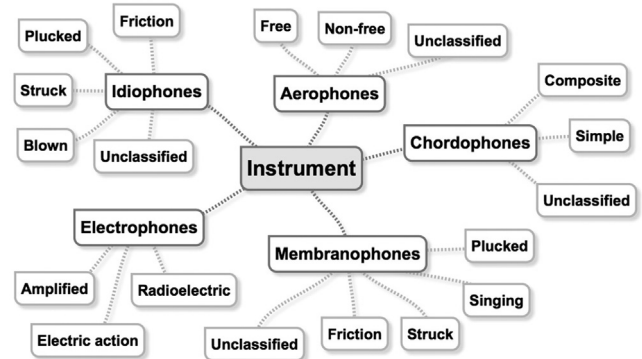 Instrument
Idiophones
Plucked
Friction
Struck
Blown
Unclassified
Aerophones
Free
Non-free
Unclassified
Chordophones
Composite
Simple
Unclassified
Electrophones
Amplified
Electric action
Radioelectric
Membranophones
Plucked
Singing
Struck
Friction
Unclassified